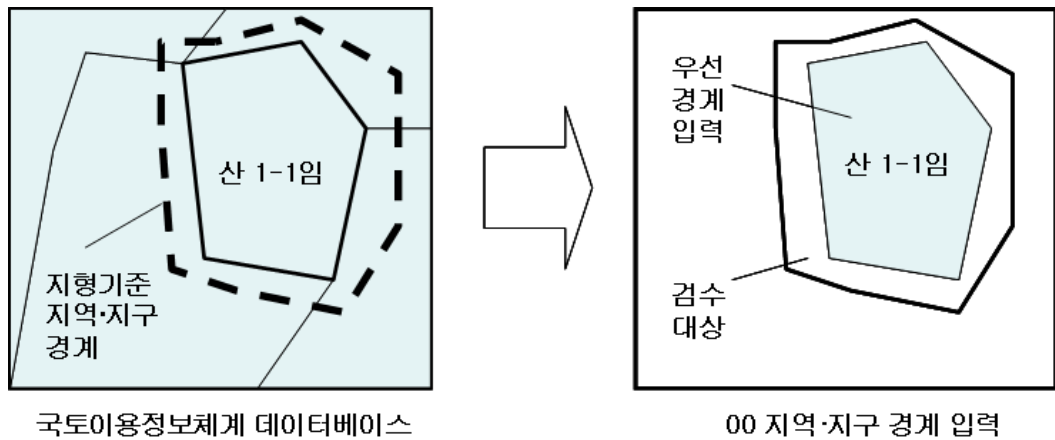 산 1-1임
지형기준
지역·지구
경계
국토이용정보체계 데이터베이스
우선
경계
입력
산 1-1임
검수
대상
00 지역·지구 경계 입력